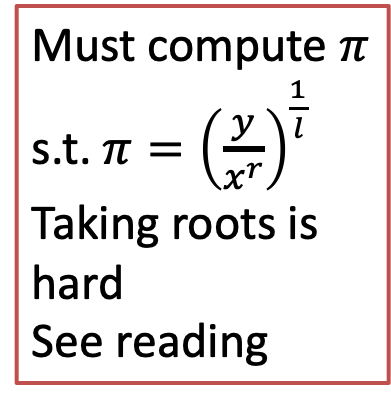 Must compute π
s.t. π = (y/x^r)^(1/l)
Taking roots is
hard
See reading